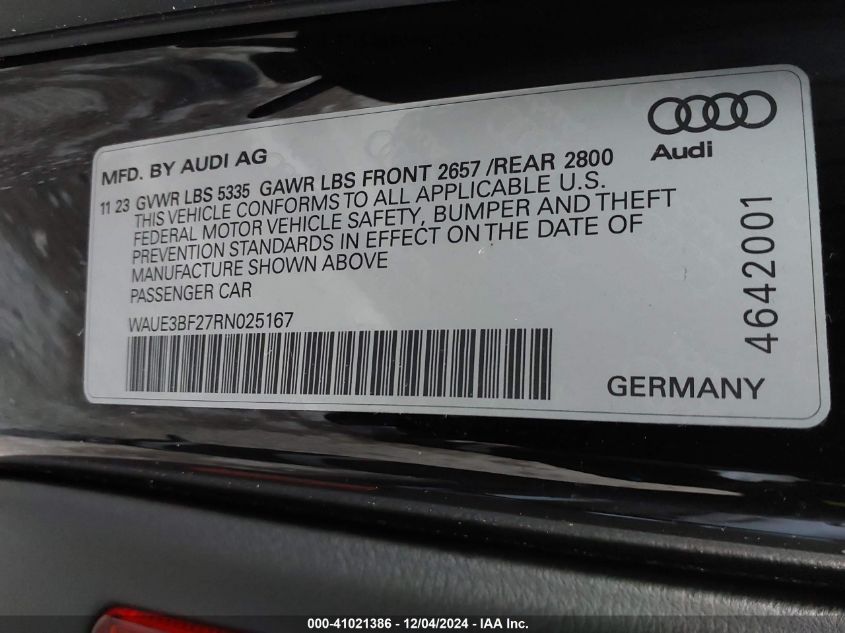 Audi
MFD. BY AUDI AG
11 23 GVWR LBS 5335 GAWR LBS FRONT 2657 /REAR 2800
THIS VEHICLE CONFORMS TO ALL APPLICABLE U.S.
FEDERAL MOTOR VEHICLE SAFETY, BUMPER AND THEFT
PREVENTION STANDARDS IN EFFECT ON THE DATE OF
MANUFACTURE SHOWN ABOVE
PASSENGER CAR
WAUE3BF27RN025167
GERMANY
4642001
000-41021386 - 12/04/2024 - IAA Inc.